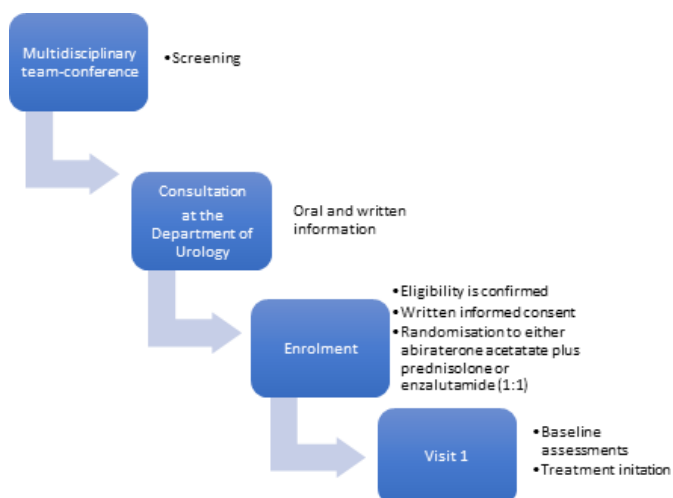 Multidisciplinary
team-conference
•Screening
Consultation
at the
Department of
Urology
Oral and written
information
Enrolment
•Eligibility is confirmed
•Written informed consent
•Randomisation to either
abiraterone acetatate plus
prednisolone or
enzalutamide (1:1)
Visit 1
•Baseline
assessments
•Treatment initation